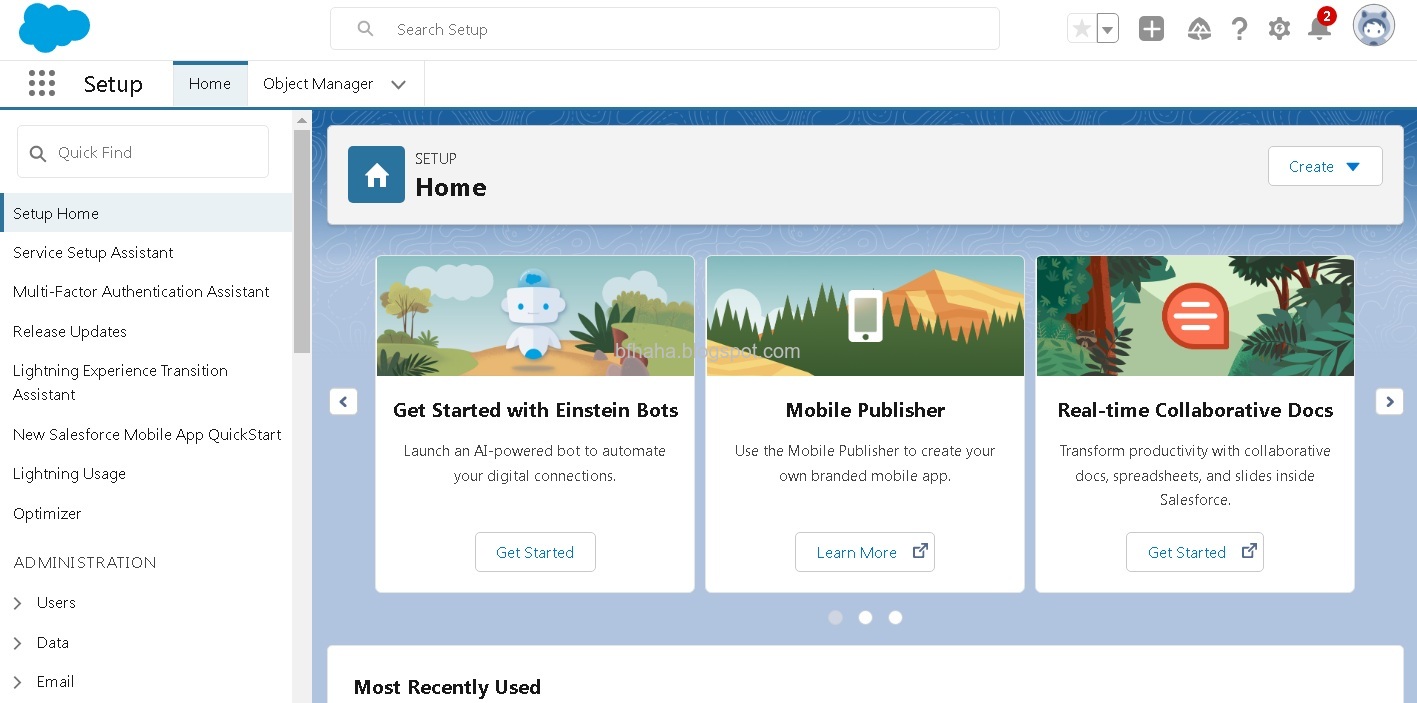 Search Setup
2
Setup
Home
Object Manager
Quick Find
Setup Home
Service Setup Assistant
Multi-Factor Authentication Assistant
Release Updates
Lightning Experience Transition
Assistant
New Salesforce Mobile App QuickStart
Lightning Usage
Optimizer
ADMINISTRATION
Users
Data
Email
SETUP
Home
Create
Get Started with Einstein Bots
Launch an AI-powered bot to automate
your digital connections.
Get Started
Mobile Publisher
Use the Mobile Publisher to create your
own branded mobile app.
Learn More
Real-time Collaborative Docs
Transform productivity with collaborative
docs, spreadsheets, and slides inside
Salesforce.
Get Started
bfhaha.blogspot.com
Most Recently Used